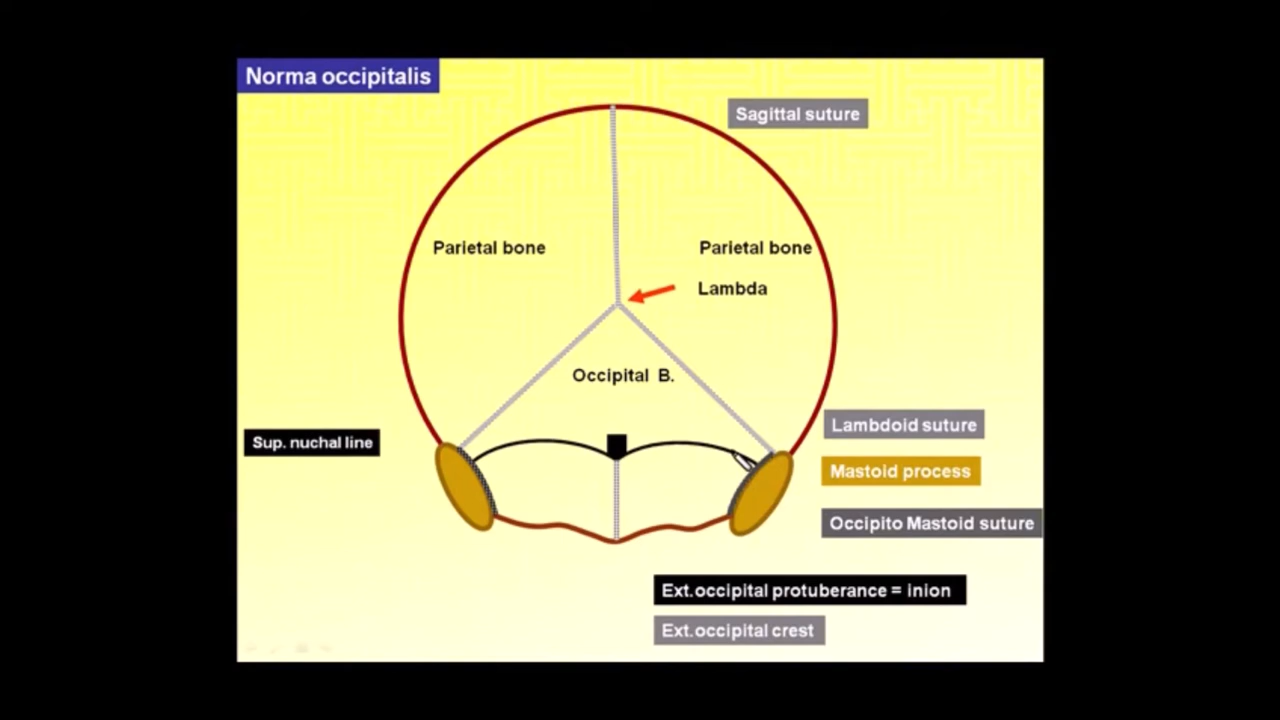 Norma occipitalis
Sagittal suture
Parietal bone
Parietal bone
Lambda
Occipital B.
Lambdoid suture
Sup. nuchal line
Mastoid process
Occipito Mastoid suture
Ext.occipital protuberance = inion
Ext.occipital crest